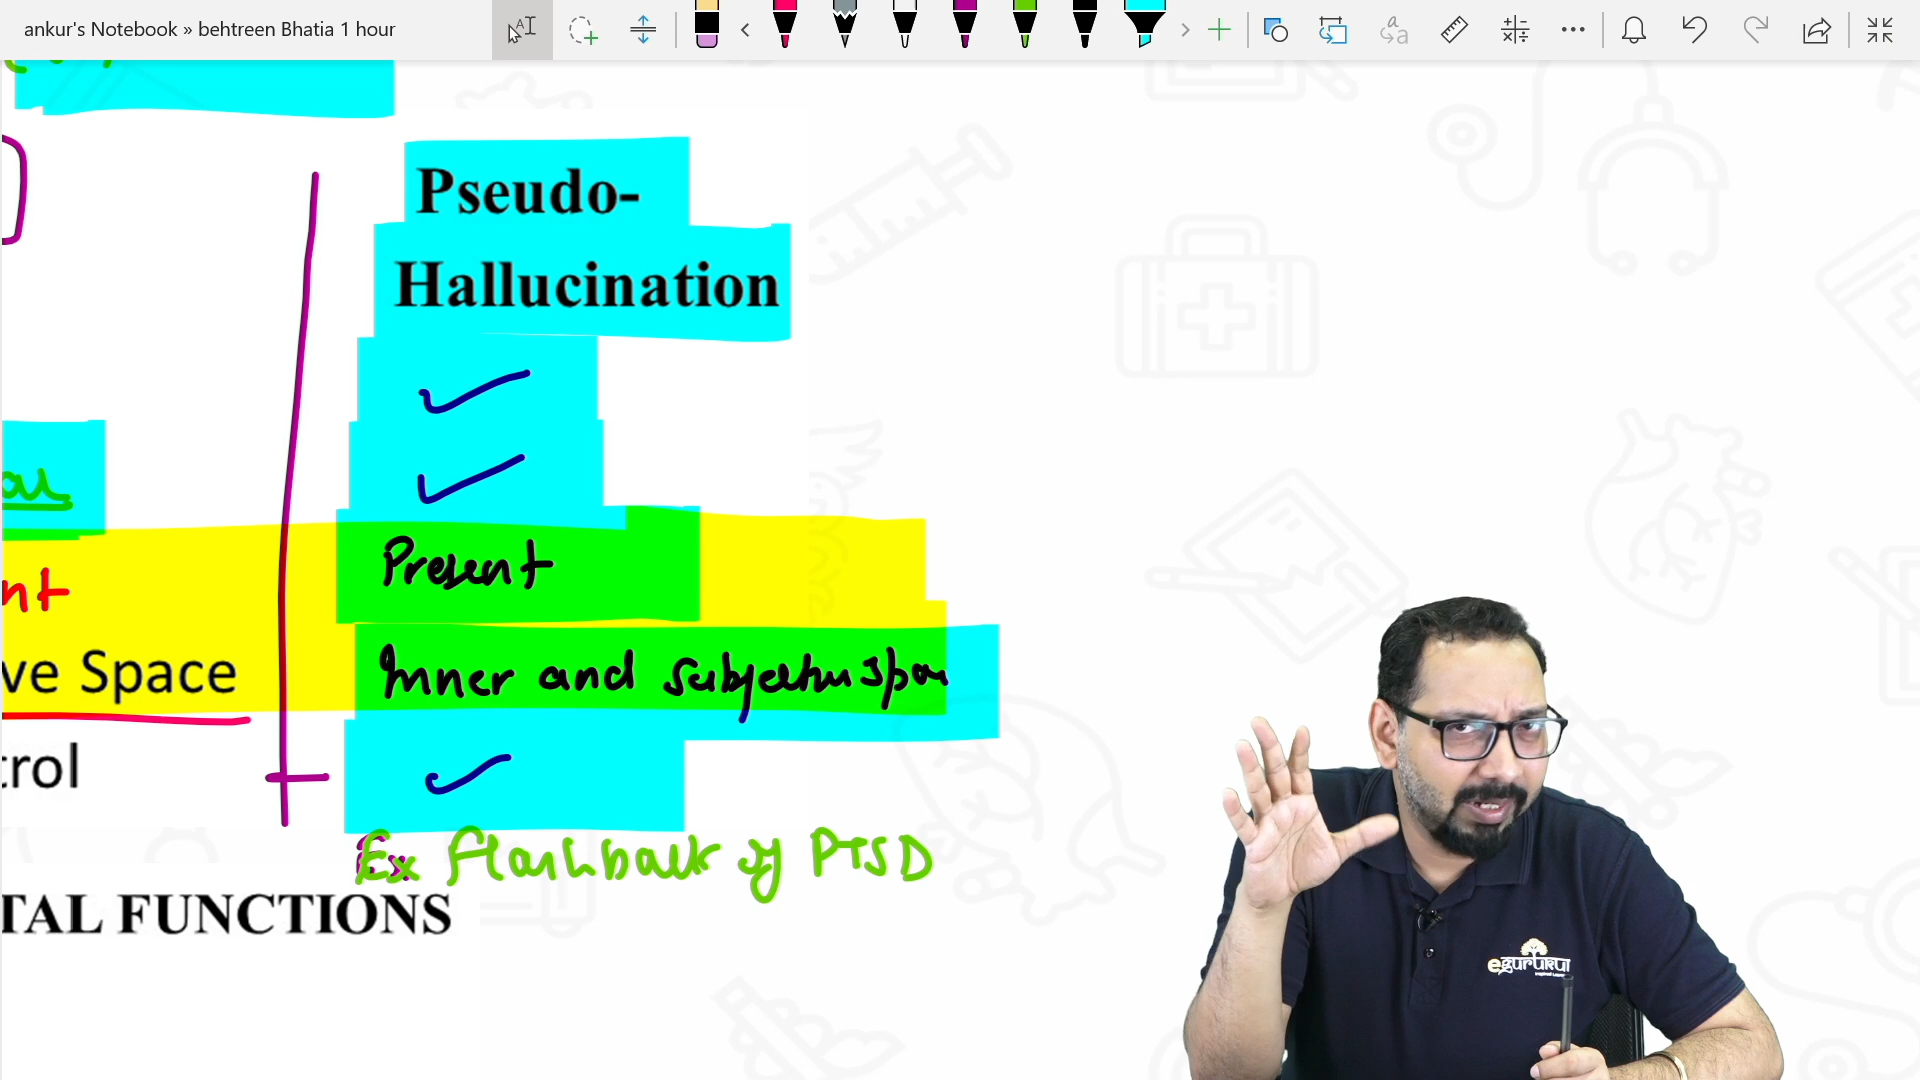 ankur's Notebook » behtreen Bhatia 1 hour
Pseudo-
Hallucination
Present
nt
Inner and subjective space
ve Space
trol
Ex flashback of PTSD
TAL FUNCTIONS
egurukul